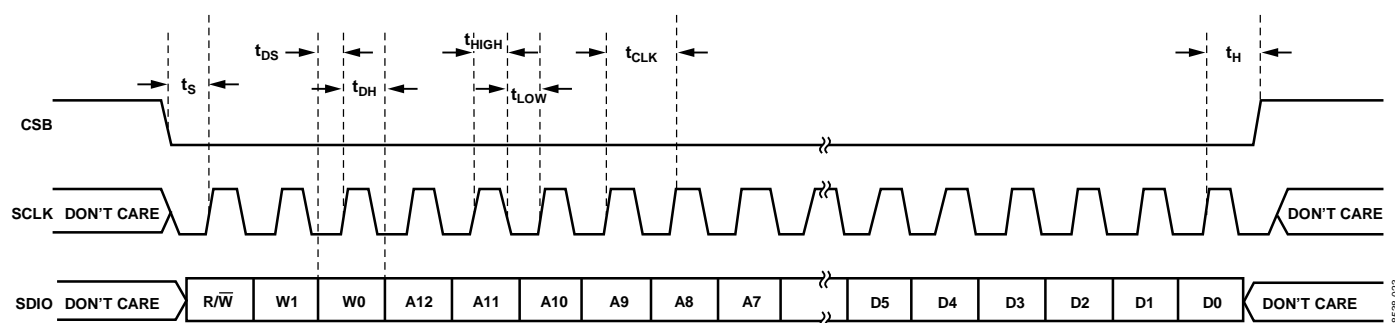 tDS
tHIGH
tCLK
tH
tS
tDH
tLOW
CSB
SCLK DON'T CARE
DON'T CARE
SDIO DON'T CARE R/W̅ W1 W0 A12 A11 A10 A9 A8 A7 D5 D4 D3 D2 D1 D0 DON'T CARE